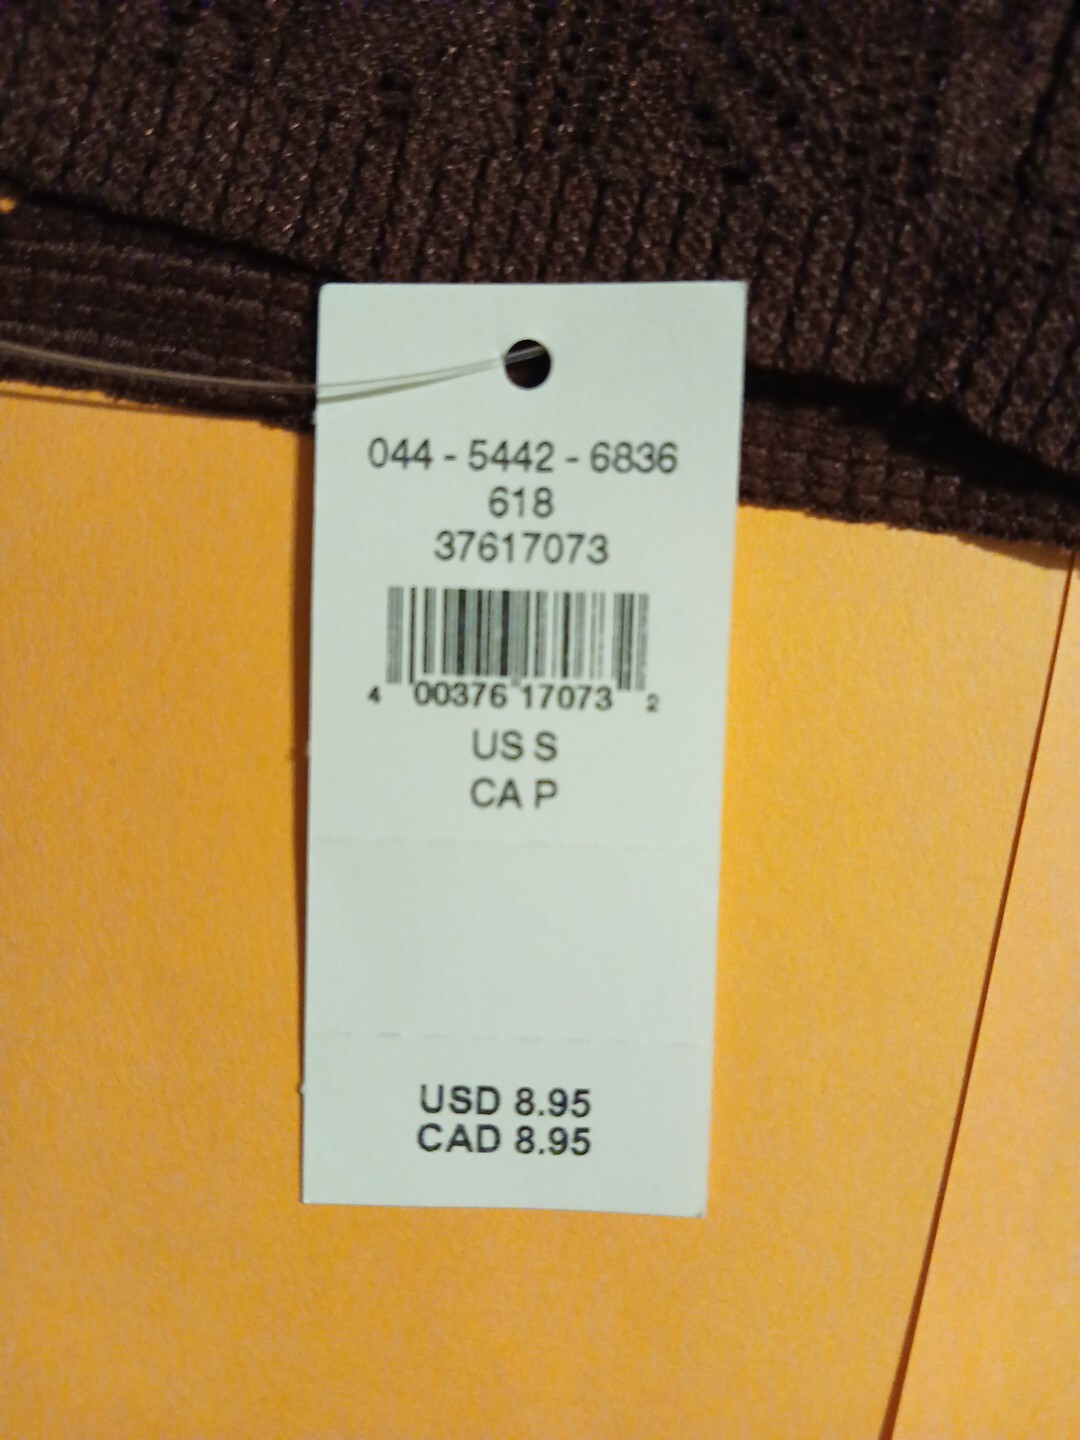 044 - 5442 - 6836
618
37617073
4 00376 17073 2
US S
CA P
USD 8.95
CAD 8.95